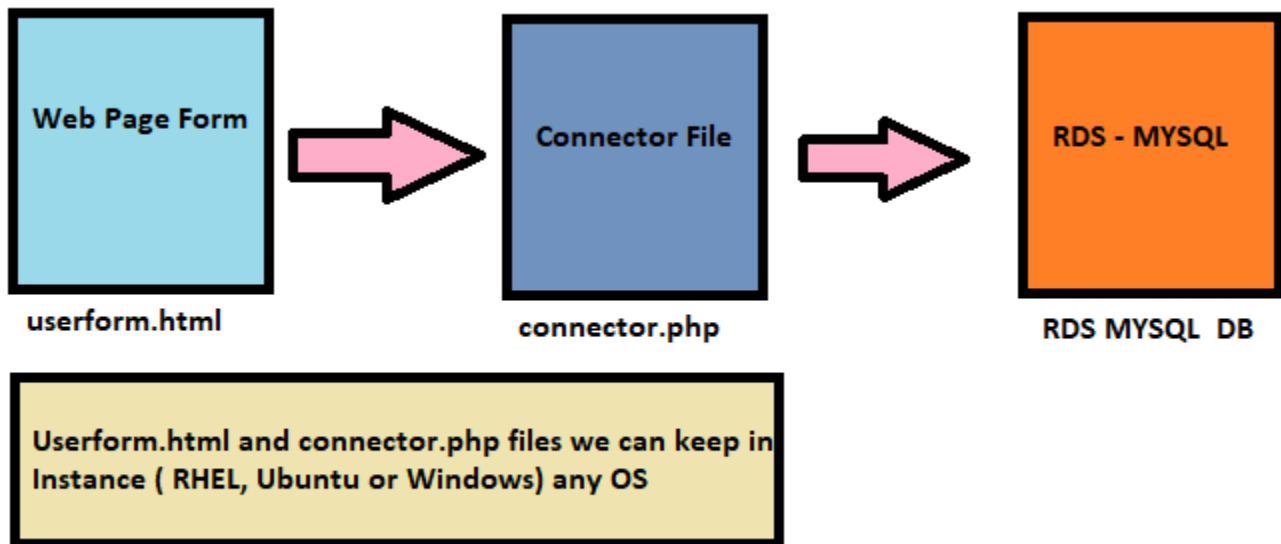 Web Page Form
Connector File
RDS - MYSQL
userform.html
connector.php
RDS MYSQL DB
Userform.html and connector.php files we can keep in
Instance ( RHEL, Ubuntu or Windows) any OS